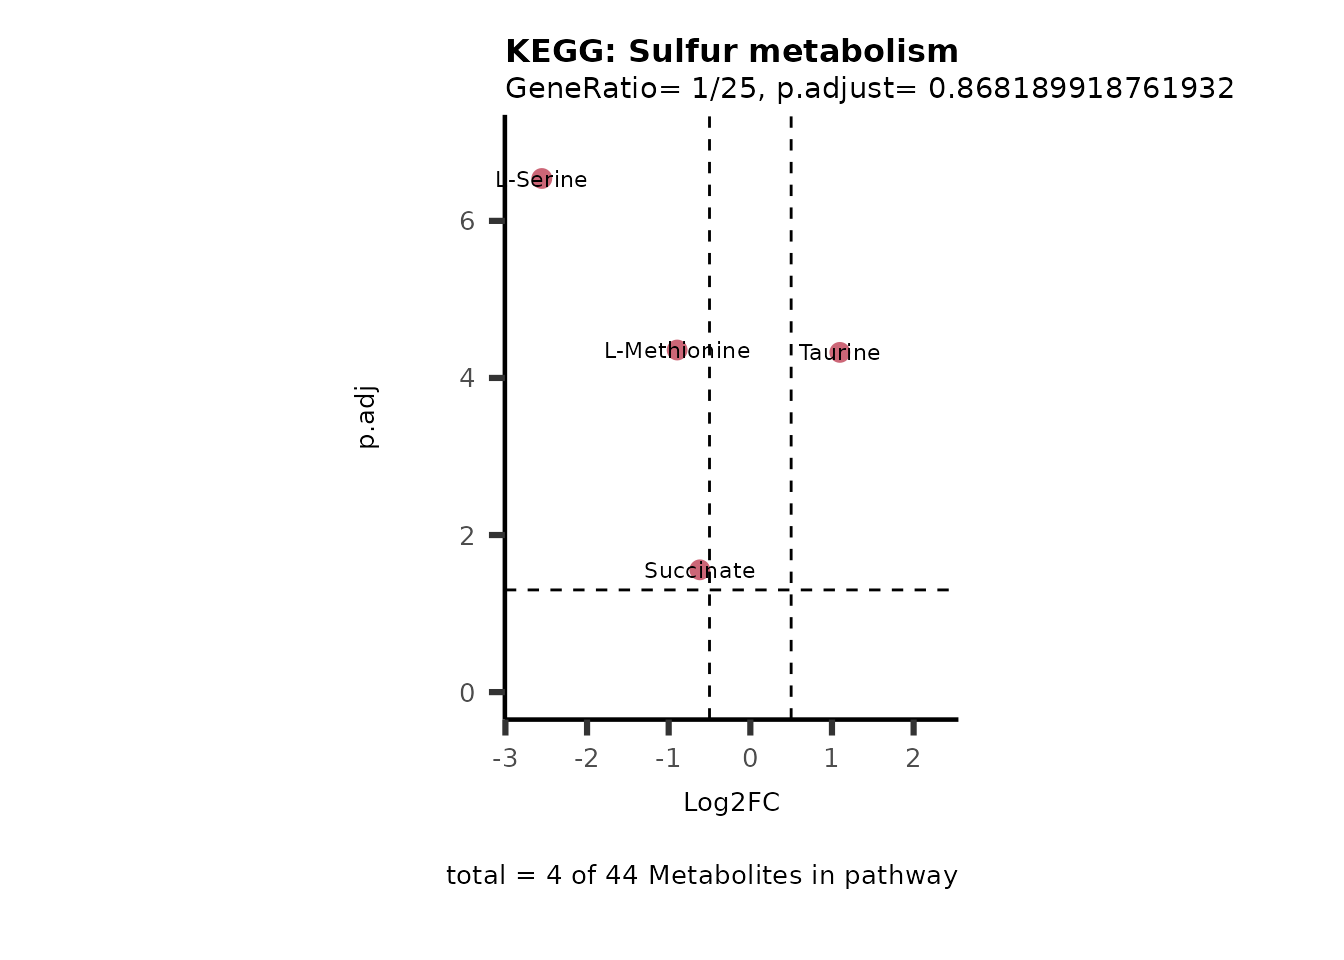 KEGG: Sulfur metabolism
GeneRatio= 1/25, p.adjust= 0.868189918761932
L-Serine
6
L-Methionine
Taurine
4
p.adj
2
Succinate
0
-3 -2 -1 0 1 2
Log2FC
total = 4 of 44 Metabolites in pathway